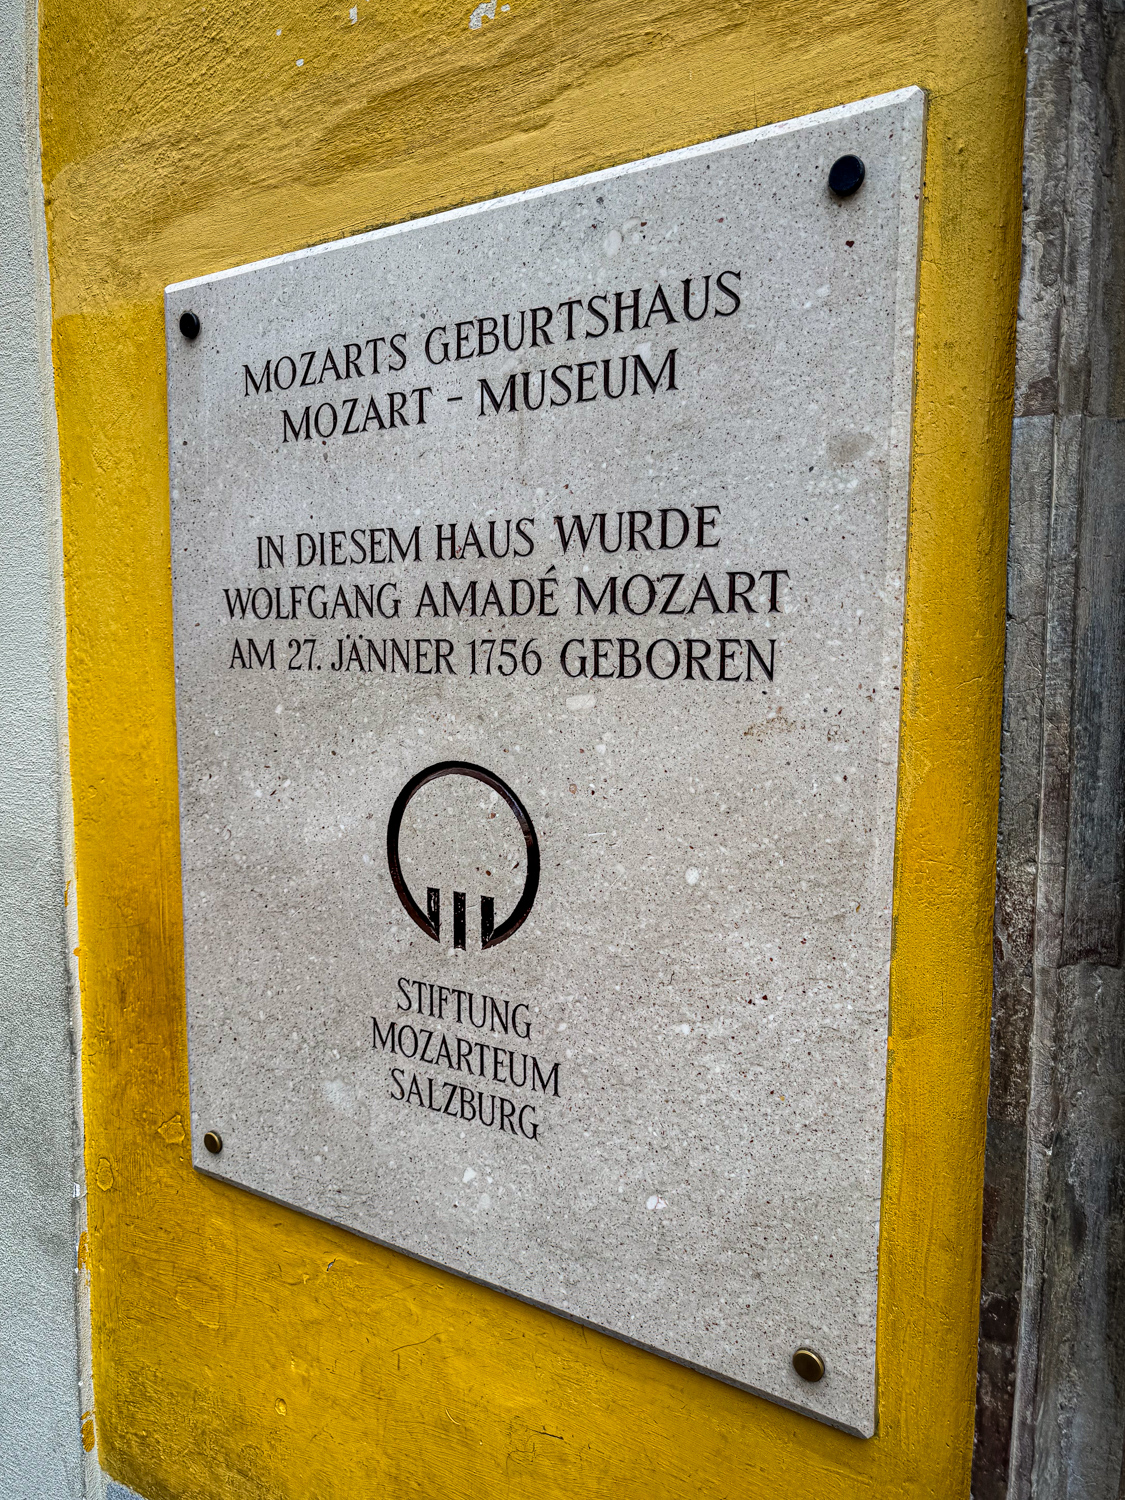 MOZARTS GEBURTSHAUS
MOZART - MUSEUM
IN DIESEM HAUS WURDE
WOLFGANG AMADÉ MOZART
AM 27. JÄNNER 1756 GEBOREN
STIFTUNG
MOZARTEUM
SALZBURG